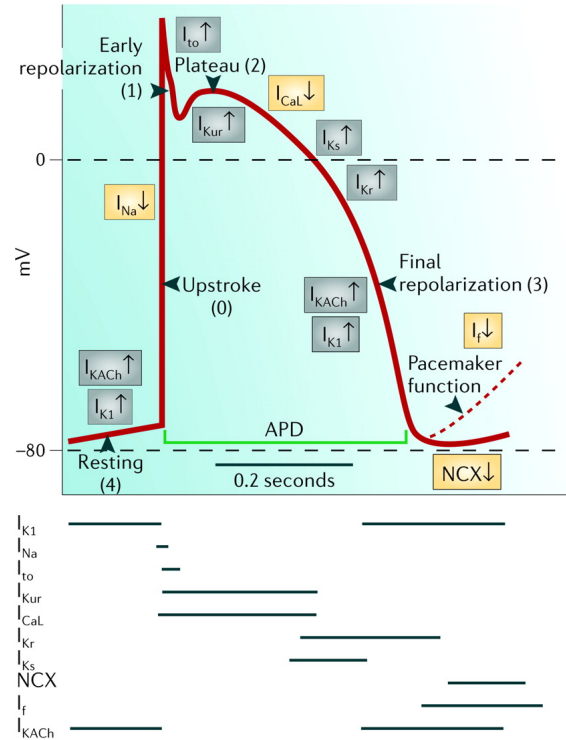 I_to↑
Early
repolarization
(1)
Plateau (2)
I_CaL↓
I_Kur↑
I_Ks↑
0
I_Kr↑
I_Na↓
mV
Upstroke
(0)
Final
repolarization (3)
I_KACh↑
I_K1↑
I_f↓
Pacemaker
function
I_KACh↑
I_K1↑
APD
–80
Resting
(4)
0.2 seconds
NCX↓
I_K1
I_Na
I_to
I_Kur
I_CaL
I_Kr
I_Ks
NCX
I_f
I_KACh